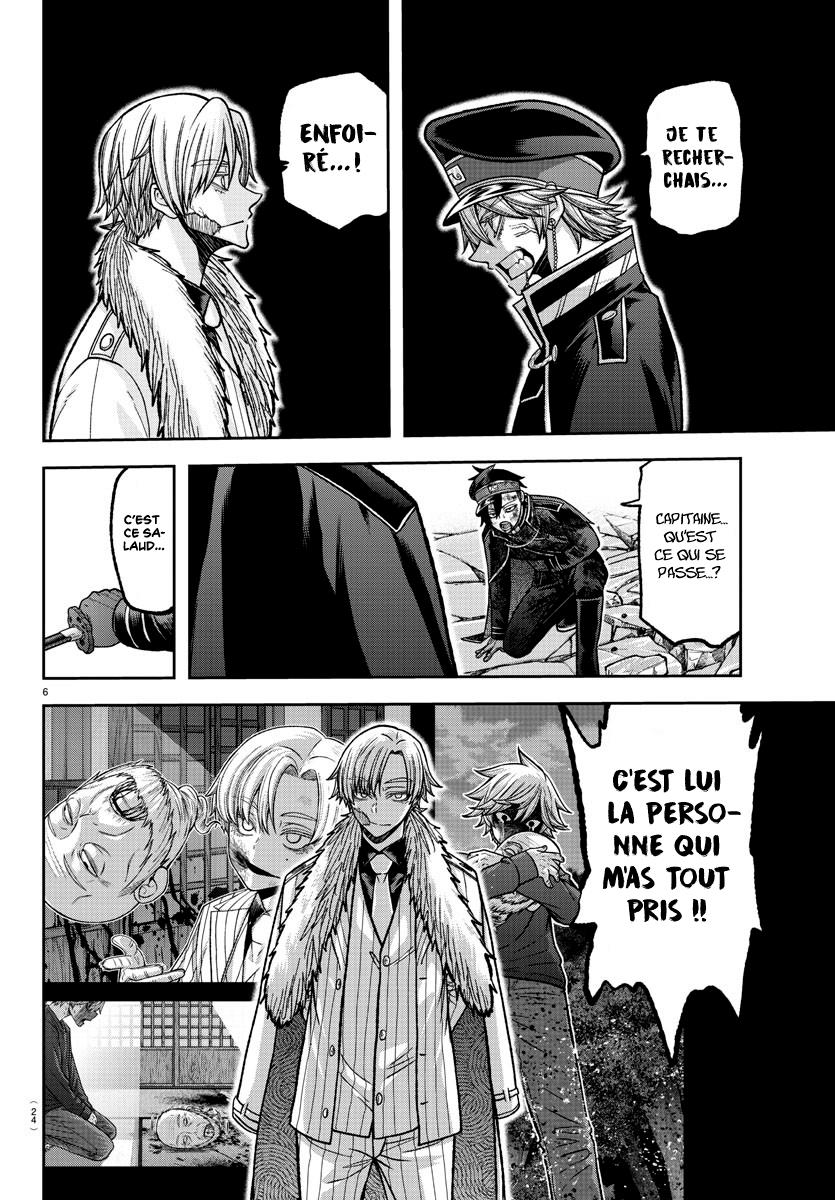 JE TE
RECHER-
CHAIS...
ENFOI-
RÉ...!
CAPITAINE...
QU'EST
CE QUI SE
PASSE...?
C'EST
CE SA-
LAUD...
6
C'EST LUI
LA PERSO-
NNE QUI
M'AS TOUT
PRIS !!
(24)